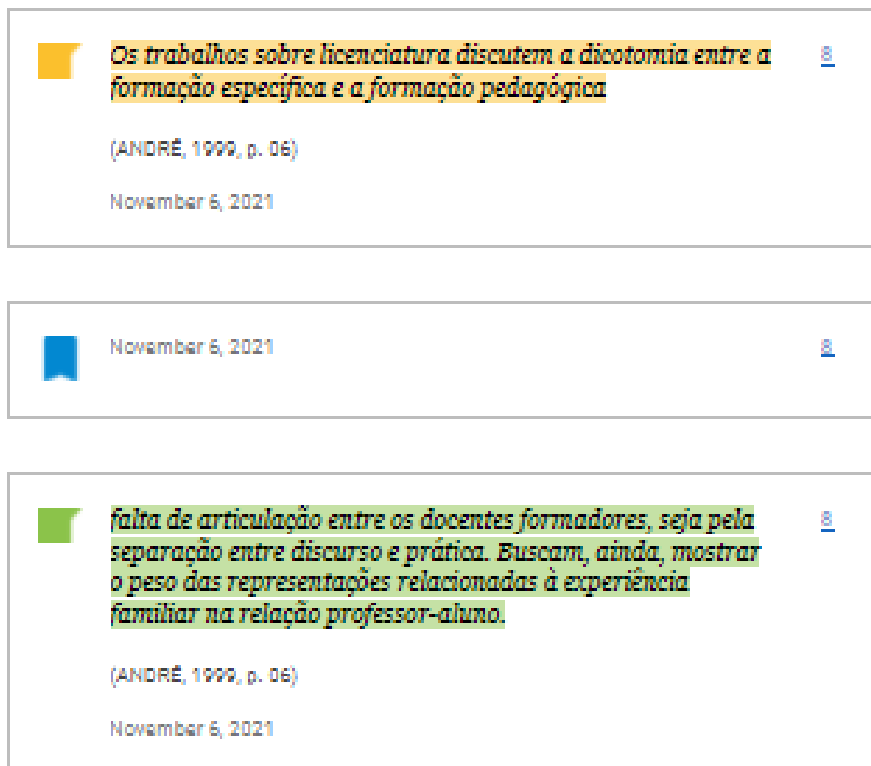 Os trabalhos sobre licenciatura discutem a dicotomia entre a 8
formação específica e a formação pedagógica
(ANDRÉ, 1999, p. 06)
November 6, 2021
November 6, 2021 8
falta de articulação entre os docentes formadores, seja pela 8
separação entre discurso e prática. Buscam, ainda, mostrar
o peso das representações relacionadas à experiência
familiar na relação professor-aluno.
(ANDRÉ, 1999, p. 06)
November 6, 2021